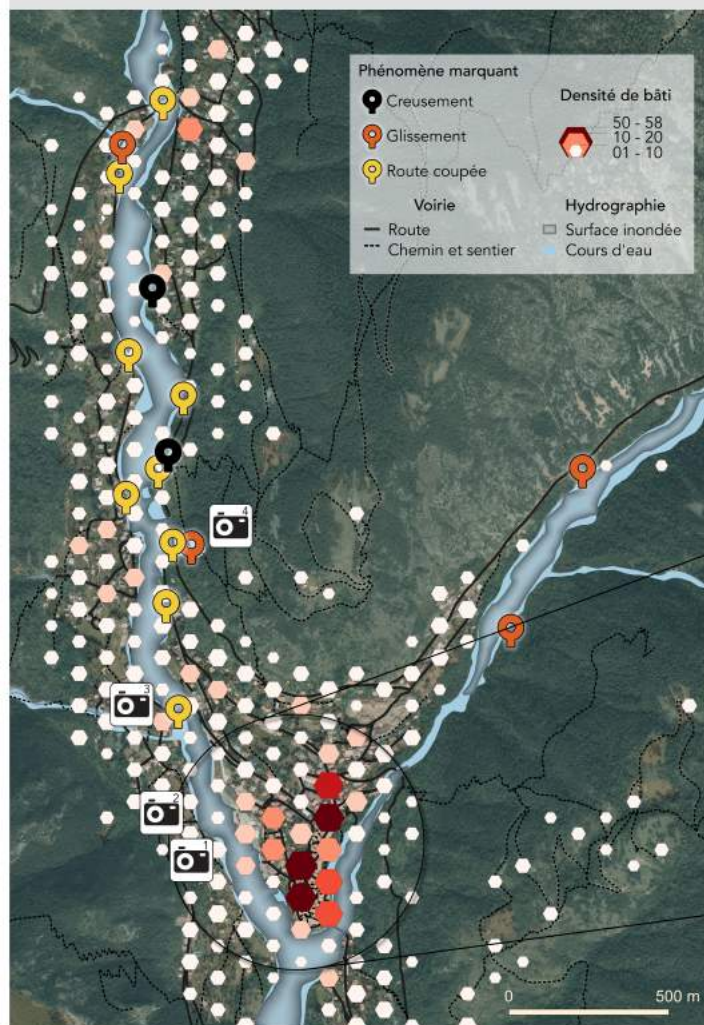 Phénomène marquant
Creusement
Glissement
Route coupée
Densité de bâti
50 - 58
10 - 20
01 - 10
Voirie
Route
Chemin et sentier
Hydrographie
Surface inondée
Cours d'eau
4
3
2
1
0
500 m